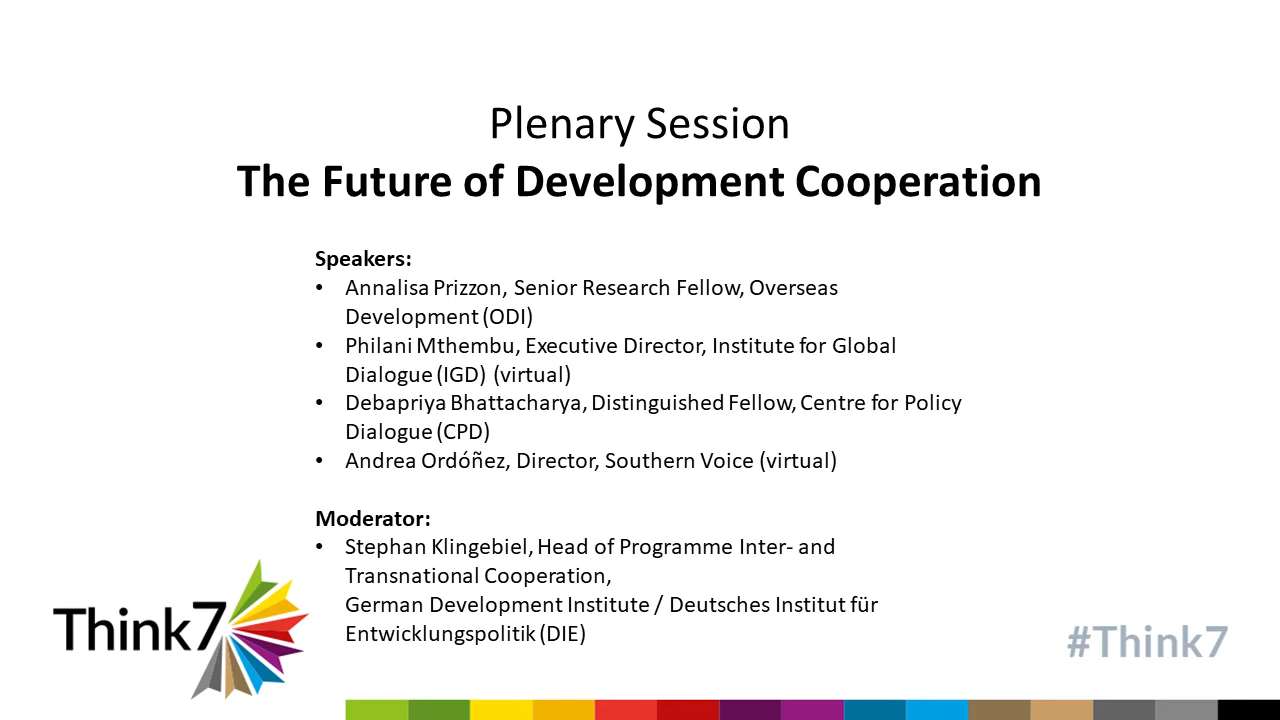 Plenary Session
The Future of Development Cooperation
Speakers:
• Annalisa Prizzon, Senior Research Fellow, Overseas
Development (ODI)
• Philani Mthembu, Executive Director, Institute for Global
Dialogue (IGD) (virtual)
• Debapriya Bhattacharya, Distinguished Fellow, Centre for Policy
Dialogue (CPD)
• Andrea Ordóñez, Director, Southern Voice (virtual)
Moderator:
• Stephan Klingebiel, Head of Programme Inter- and
Transnational Cooperation,
German Development Institute / Deutsches Institut für
Entwicklungspolitik (DIE)
Think7
#Think7